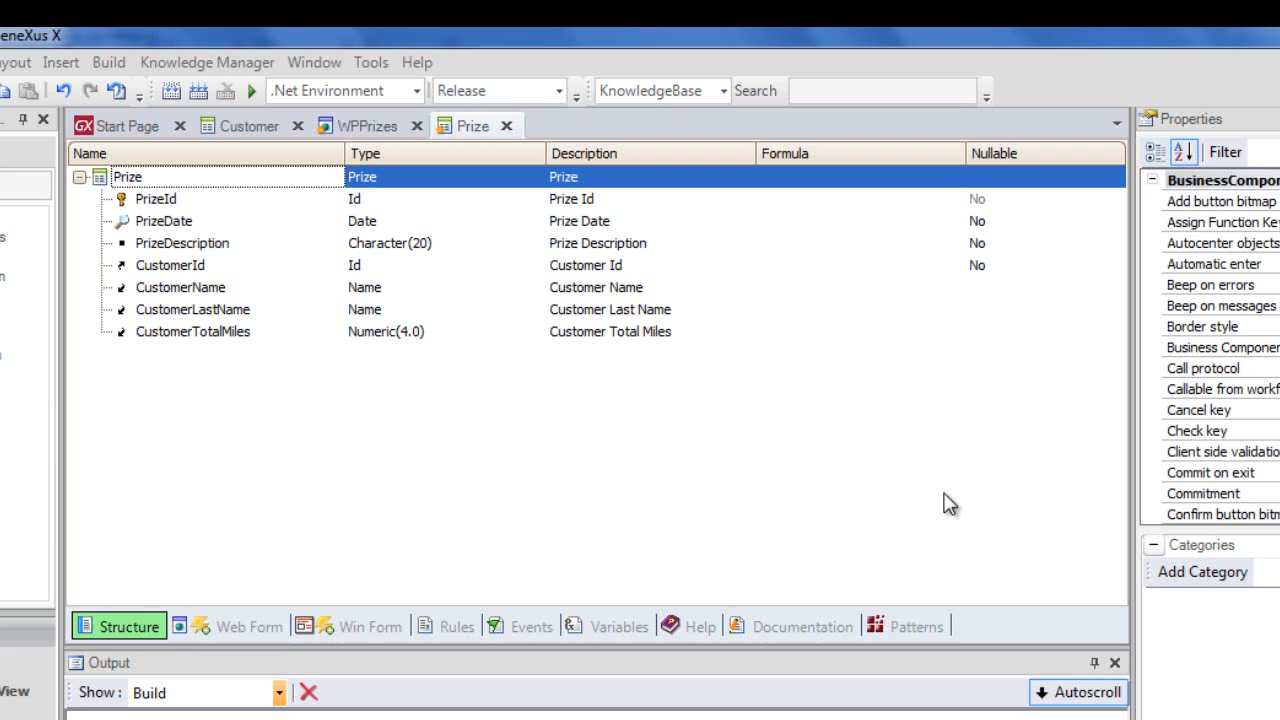 eneXus X
yout Insert Build Knowledge Manager Window Tools Help
.Net Environment Release KnowledgeBase Search
Start Page Customer WPPrizes Prize
Name Type Description Formula Nullable
Prize Prize Prize
PrizeId Id Prize Id No
PrizeDate Date Prize Date No
PrizeDescription Character(20) Prize Description No
CustomerId Id Customer Id No
CustomerName Name Customer Name
CustomerLastName Name Customer Last Name
CustomerTotalMiles Numeric(4.0) Customer Total Miles
Structure Web Form Win Form Rules Events Variables Help Documentation Patterns
Output
Show: Build Autoscroll
View
Properties
Filter
BusinessCompon
Add button bitmap
Assign Function Key
Autocenter objects
Automatic enter
Beep on errors
Beep on messages
Border style
Business Component
Call protocol
Callable from workf
Cancel key
Check key
Client side validatio
Commit on exit
Commitment
Confirm button bitm
Categories
Add Category